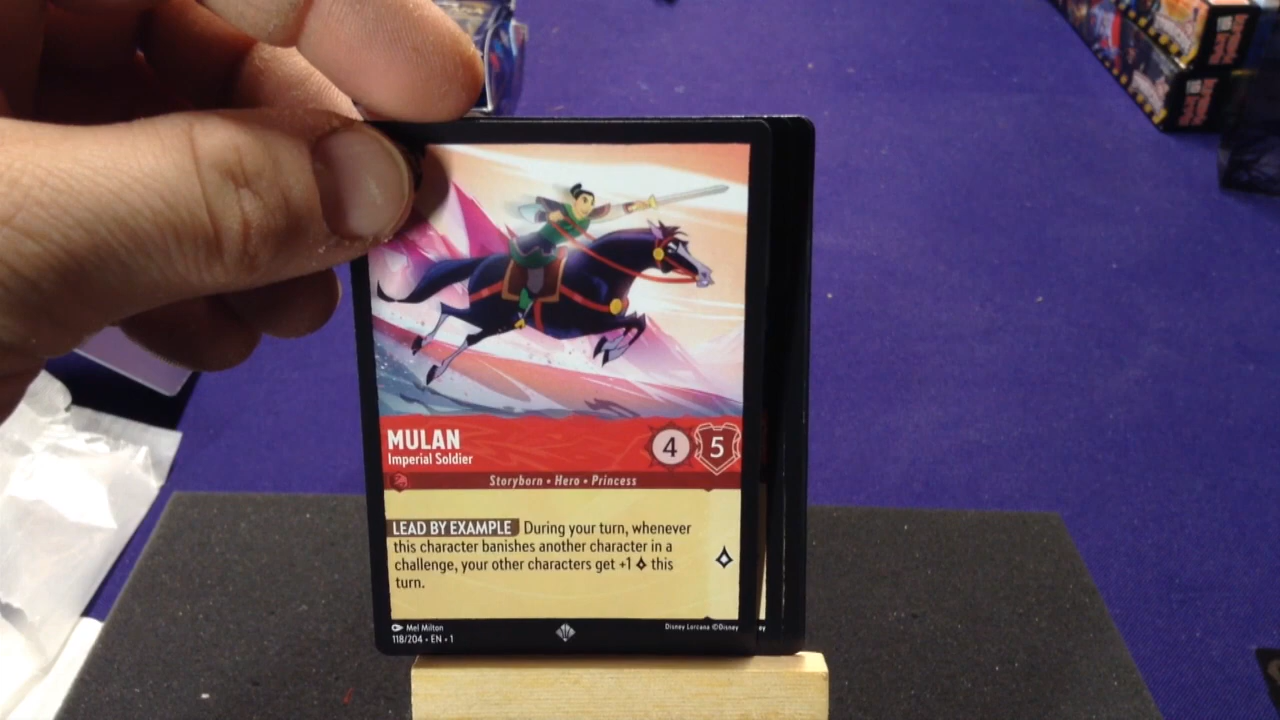 MULAN
Imperial Soldier
4
5
Storyborn • Hero • Princess
LEAD BY EXAMPLE During your turn, whenever
this character banishes another character in a
challenge, your other characters get +1 this
turn.
Mel Milton
118/204 • EN • 1
Disney Lorcana ©Disney